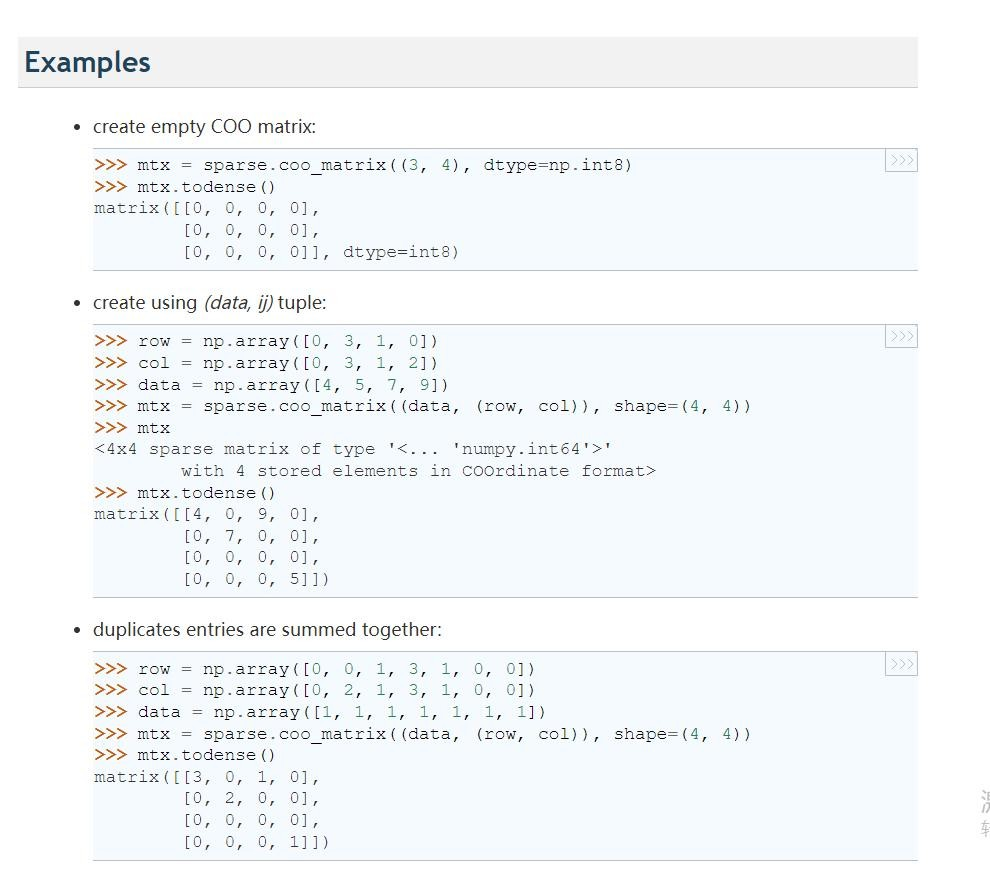 Examples
• create empty COO matrix:
>>>
>>> mtx = sparse.coo_matrix((3, 4), dtype=np.int8)
>>> mtx.todense()
matrix([[0, 0, 0, 0],
        [0, 0, 0, 0],
        [0, 0, 0, 0]], dtype=int8)
• create using (data, ij) tuple:
>>>
>>> row = np.array([0, 3, 1, 0])
>>> col = np.array([0, 3, 1, 2])
>>> data = np.array([4, 5, 7, 9])
>>> mtx = sparse.coo_matrix((data, (row, col)), shape=(4, 4))
>>> mtx
<4x4 sparse matrix of type '<... 'numpy.int64'>'
        with 4 stored elements in COOrdinate format>
>>> mtx.todense()
matrix([[4, 0, 9, 0],
        [0, 7, 0, 0],
        [0, 0, 0, 0],
        [0, 0, 0, 5]])
• duplicates entries are summed together:
>>>
>>> row = np.array([0, 0, 1, 3, 1, 0, 0])
>>> col = np.array([0, 2, 1, 3, 1, 0, 0])
>>> data = np.array([1, 1, 1, 1, 1, 1, 1])
>>> mtx = sparse.coo_matrix((data, (row, col)), shape=(4, 4))
>>> mtx.todense()
matrix([[3, 0, 1, 0],
        [0, 2, 0, 0],
        [0, 0, 0, 0],
        [0, 0, 0, 1]])